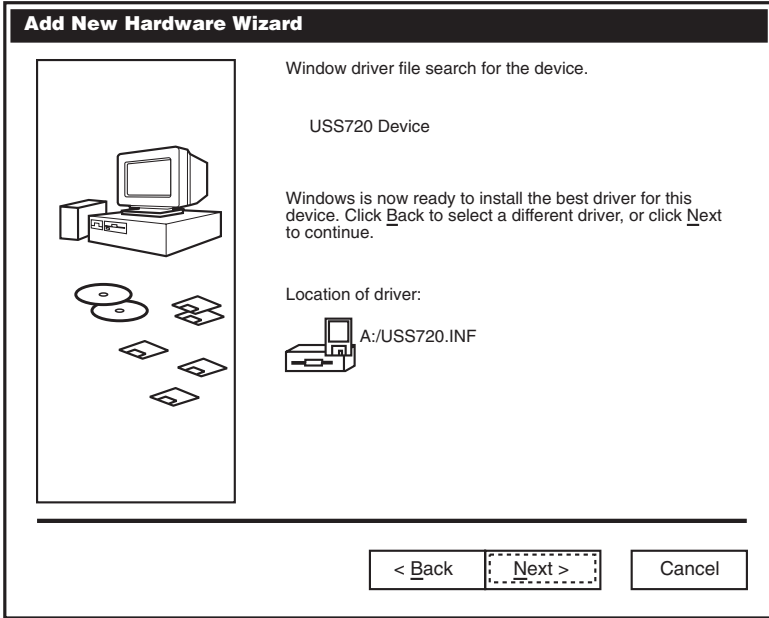 Add New Hardware Wizard
Window driver file search for the device.
USS720 Device
Windows is now ready to install the best driver for this
device. Click Back to select a different driver, or click Next
to continue.
Location of driver:
A:/USS720.INF
< Back
Next >
Cancel